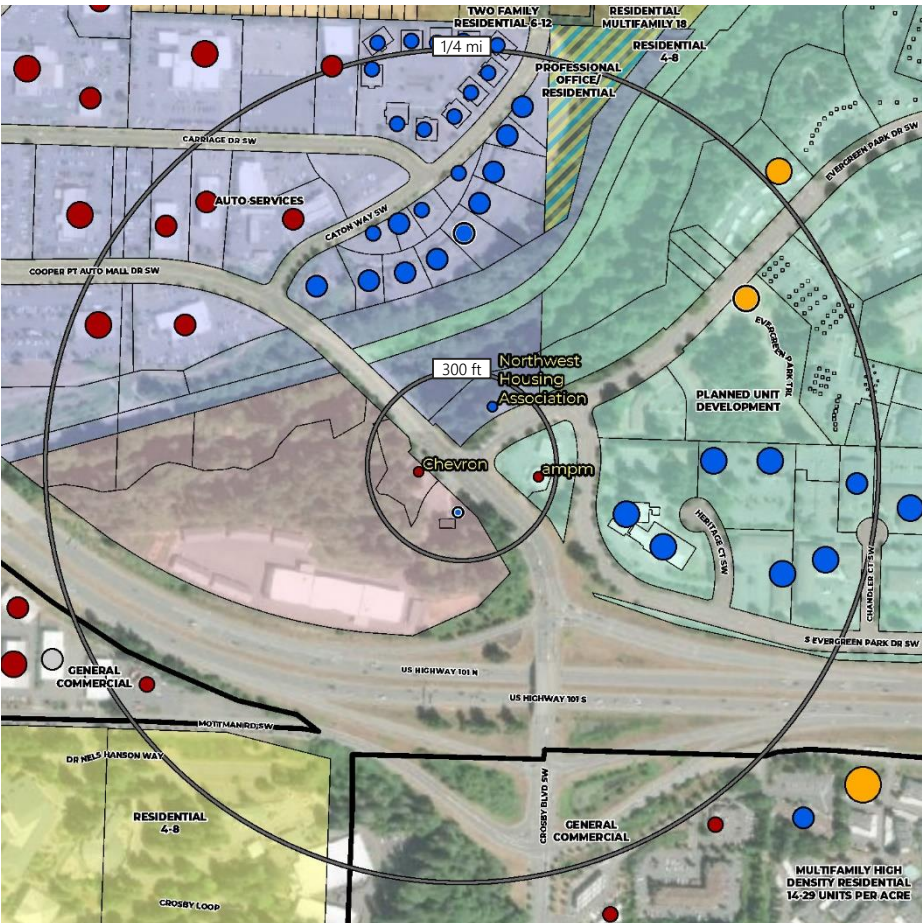 TWO FAMILY
RESIDENTIAL 6-12
RESIDENTIAL
MULTIFAMILY 18
1/4 mi
RESIDENTIAL
4-8
PROFESSIONAL
OFFICE/
RESIDENTIAL
CARRIAGE DR SW
EVERGREEN PARK DR SW
AUTO SERVICES
CATON WAY SW
COOPER PT AUTO MALL DR SW
EVERGREEN PARK TRL
300 ft
Northwest
Housing
Association
PLANNED UNIT
DEVELOPMENT
Chevron
ampm
HERITAGE CT SW
CHANDLER CT SW
S EVERGREEN PARK DR SW
GENERAL
COMMERCIAL
US HIGHWAY 101 N
US HIGHWAY 101 S
MOTTMAN RD SW
DR NELS HANSON WAY
CROSBY BLVD SW
RESIDENTIAL
4-8
GENERAL
COMMERCIAL
MULTIFAMILY HIGH
DENSITY RESIDENTIAL
14-29 UNITS PER ACRE
CROSBY LOOP